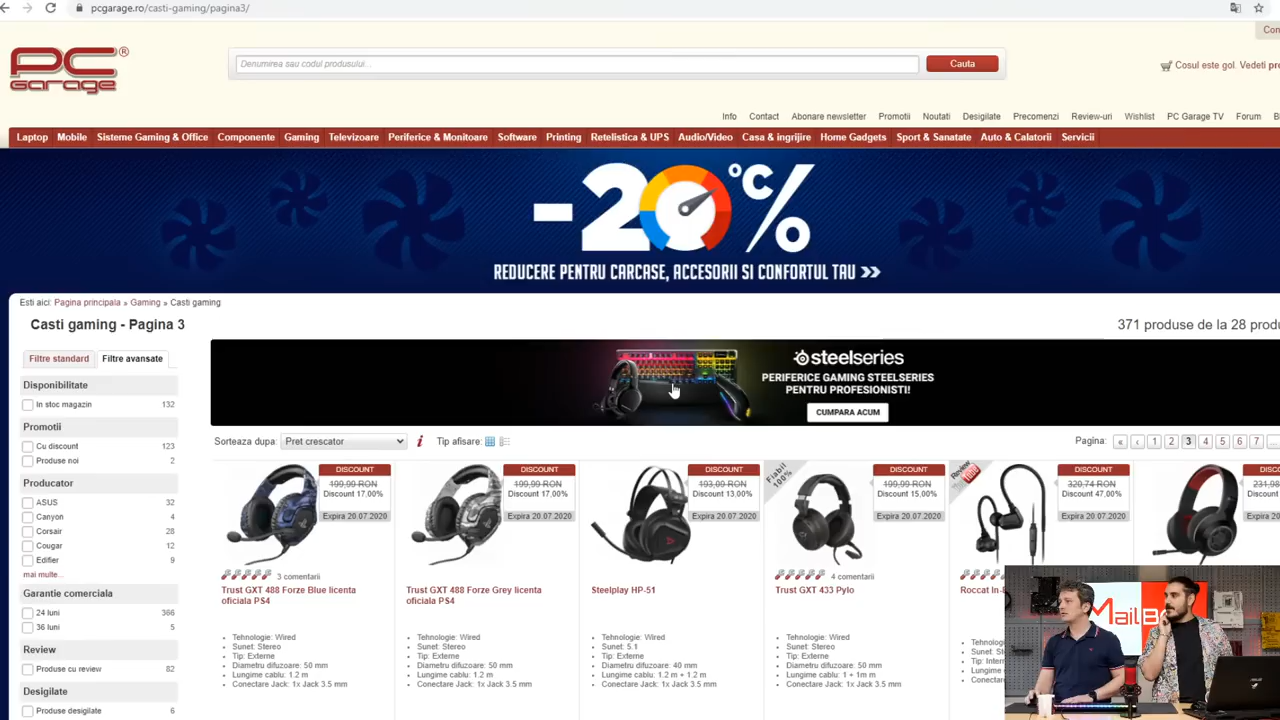 pcgarage.ro/casti-gaming/pagina3/
PC garage®
Denumirea sau codul produsului...
Cauta
Con
Cosul este gol. Vedeti pro
Info Contact Abonare newsletter Promotii Noutati Desigilate Precomenzi Review-uri Wishlist PC Garage TV Forum B
Laptop Mobile Sisteme Gaming & Office Componente Gaming Televizoare Periferice & Monitoare Software Printing Retelistica & UPS Audio/Video Casa & ingrijire Home Gadgets Sport & Sanatate Auto & Calatorii Servicii
-20°C%
REDUCERE PENTRU CARCASE, ACCESORII SI CONFORTUL TAU >>
Esti aici: Pagina principala » Gaming » Casti gaming
Casti gaming - Pagina 3
371 produse de la 28 produ
Filtre standard Filtre avansate
steelseries
PERIFERICE GAMING STEELSERIES
PENTRU PROFESIONISTI!
CUMPARA ACUM
Disponibilitate
In stoc magazin 132
Promotii
Cu discount 123
Produse noi 2
Producator
ASUS 32
Canyon 4
Corsair 28
Cougar 12
Edifier 9
mai multe...
Garantie comerciala
24 luni 366
36 luni 5
Review
Produse cu review 82
Desigilate
Produse desigilate 6
Sorteaza dupa: Pret crescator i Tip afisare:
Pagina: « ‹ 1 2 3 4 5 6 7 ...
DISCOUNT
199,99 RON
Discount 17,00%
Expira 20.07.2020
3 comentarii
Trust GXT 488 Forze Blue licenta
oficiala PS4
Tehnologie: Wired
Sunet: Stereo
Tip: Externe
Diametru difuzoare: 50 mm
Lungime cablu: 1.2 m
Conectare Jack: 1x Jack 3.5 mm
DISCOUNT
199,99 RON
Discount 17,00%
Expira 20.07.2020
Trust GXT 488 Forze Grey licenta
oficiala PS4
Tehnologie: Wired
Sunet: Stereo
Tip: Externe
Diametru difuzoare: 50 mm
Lungime cablu: 1.2 m
Conectare Jack: 1x Jack 3.5 mm
DISCOUNT
193,09 RON
Discount 13,00%
Expira 20.07.2020
Steelplay HP-51
Tehnologie: Wired
Sunet: 5.1
Tip: Externe
Diametru difuzoare: 40 mm
Lungime cablu: 1.2 m + 1.2 m
Conectare Jack: 1x Jack 3.5 mm
Fiabil
100%
DISCOUNT
199,99 RON
Discount 15,00%
Expira 20.07.2020
4 comentarii
Trust GXT 433 Pylo
Tehnologie: Wired
Sunet: Stereo
Tip: Externe
Diametru difuzoare: 50 mm
Lungime cablu: 1 + 1m m
Conectare Jack: 1x Jack 3.5 mm
Review
DISCOUNT
320,74 RON
Discount 47,00%
Expira 20.07.2020
Roccat In-E
Tehnolog
Sunet: S
Tip: Inter
Lungime
Conecta
DISCO
231,98
Discount
Expira 20
MailB